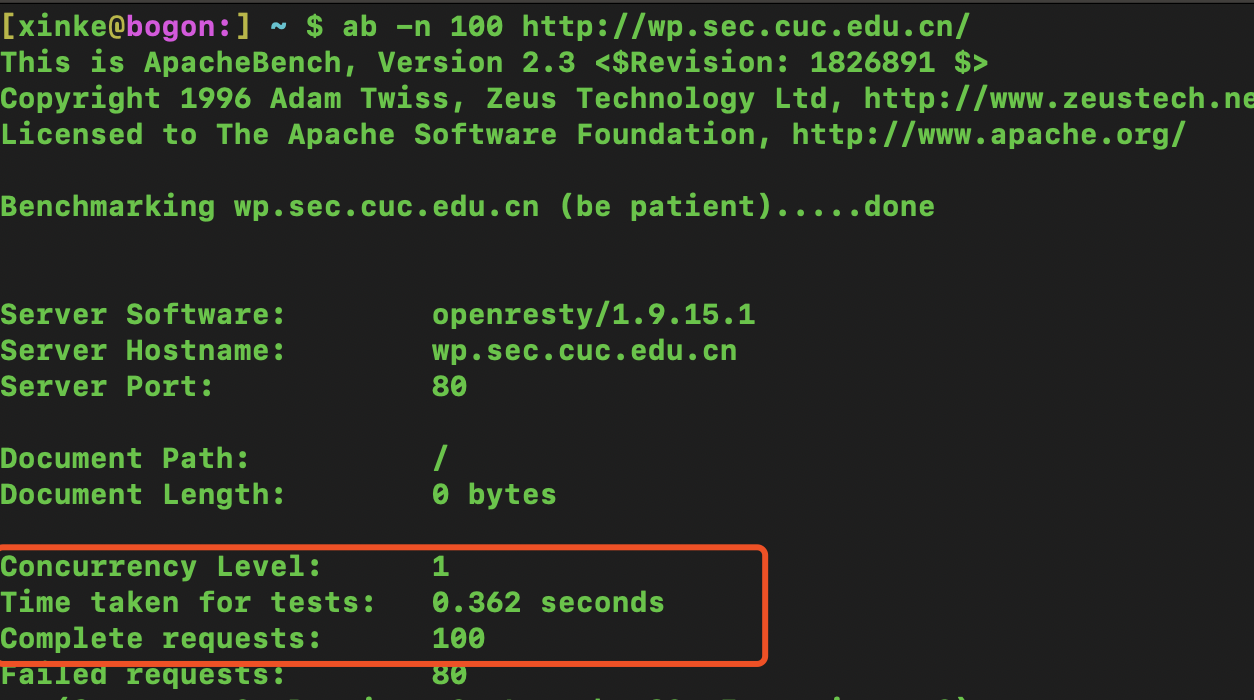 [xinke@bogon:] ~ $ ab -n 100 http://wp.sec.cuc.edu.cn/
This is ApacheBench, Version 2.3 <$Revision: 1826891 $>
Copyright 1996 Adam Twiss, Zeus Technology Ltd, http://www.zeustech.ne
Licensed to The Apache Software Foundation, http://www.apache.org/
Benchmarking wp.sec.cuc.edu.cn (be patient).....done
Server Software: openresty/1.9.15.1
Server Hostname: wp.sec.cuc.edu.cn
Server Port: 80
Document Path: /
Document Length: 0 bytes
Concurrency Level: 1
Time taken for tests: 0.362 seconds
Complete requests: 100
Failed requests: 80